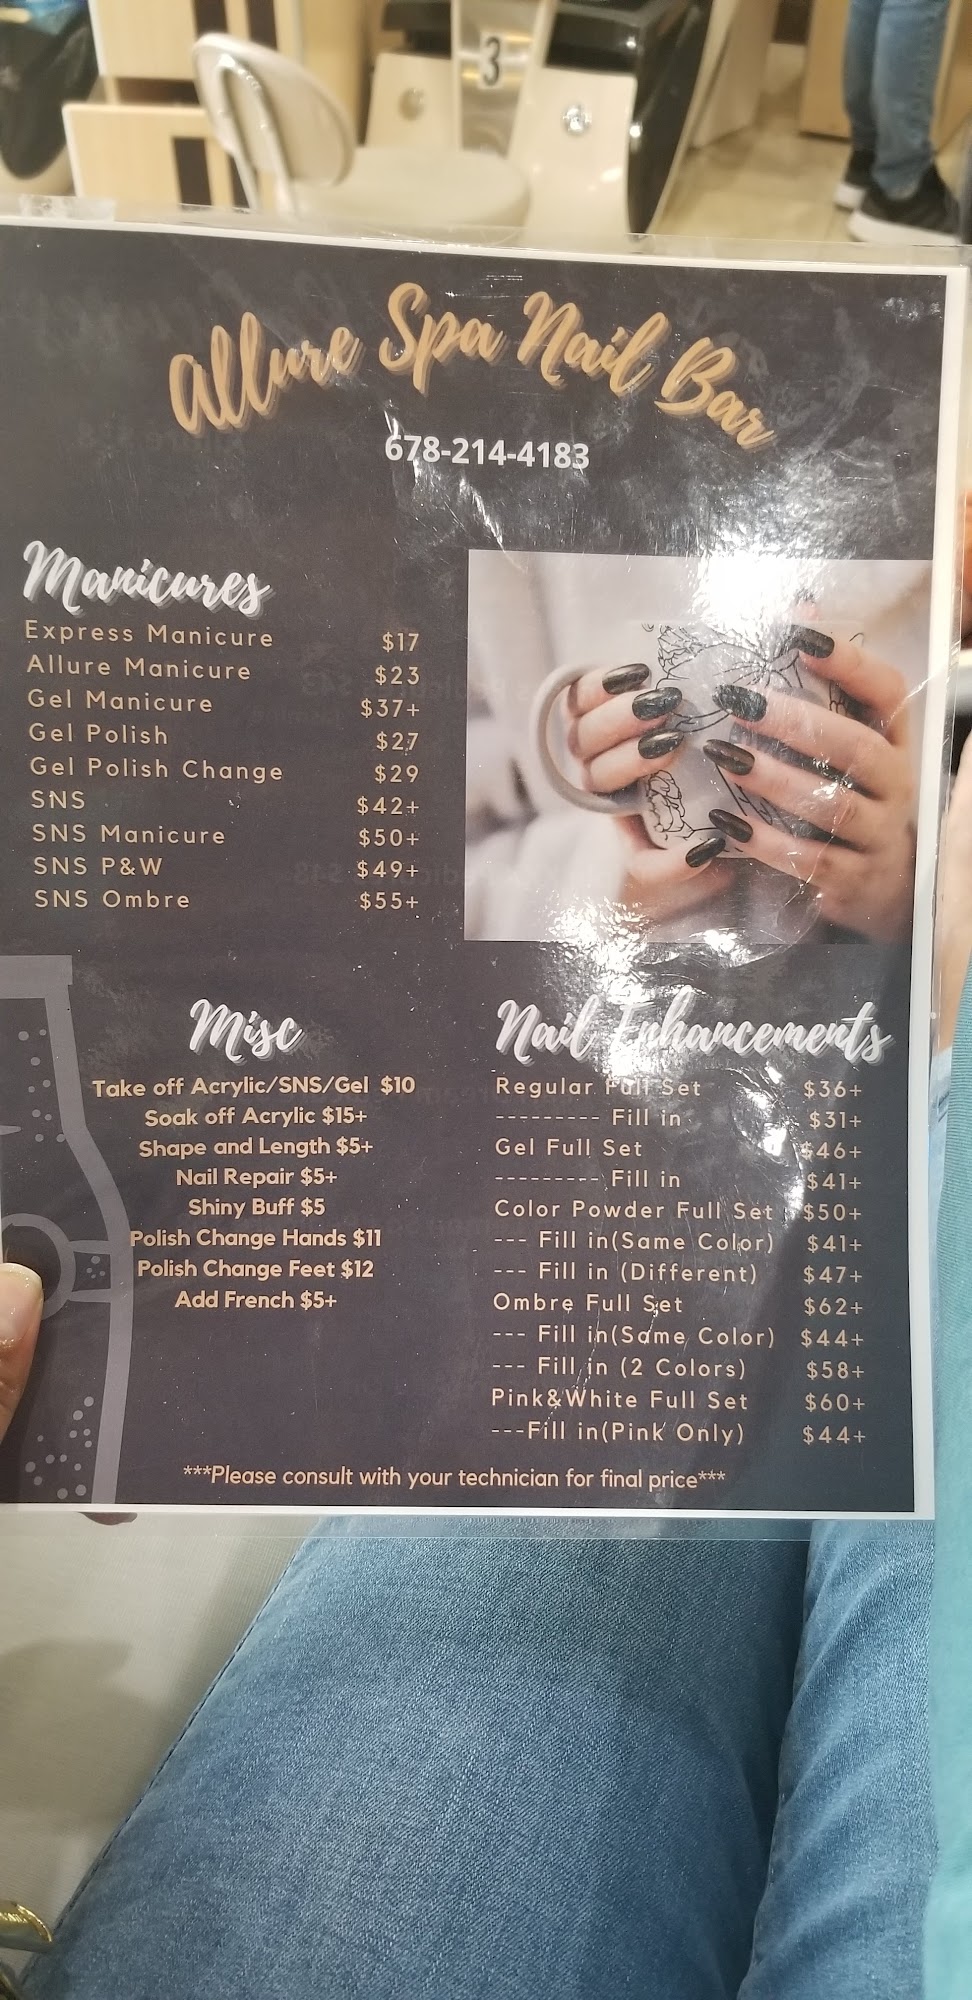 3
Allure Spa Nail Bar
678-214-4183
Manicures
Express Manicure $17
Allure Manicure $23
Gel Manicure $37+
Gel Polish $27
Gel Polish Change $29
SNS $42+
SNS Manicure $50+
SNS P&W $49+
SNS Ombre $55+
Misc
Take off Acrylic/SNS/Gel $10
Soak off Acrylic $15+
Shape and Length $5+
Nail Repair $5+
Shiny Buff $5
Polish Change Hands $11
Polish Change Feet $12
Add French $5+
Nail Enhancements
Regular Full Set $36+
--------- Fill in $31+
Gel Full Set $46+
--------- Fill in $41+
Color Powder Full Set $50+
--- Fill in(Same Color) $41+
--- Fill in (Different) $47+
Ombre Full Set $62+
--- Fill in(Same Color) $44+
--- Fill in (2 Colors) $58+
Pink&White Full Set $60+
---Fill in(Pink Only) $44+
***Please consult with your technician for final price***